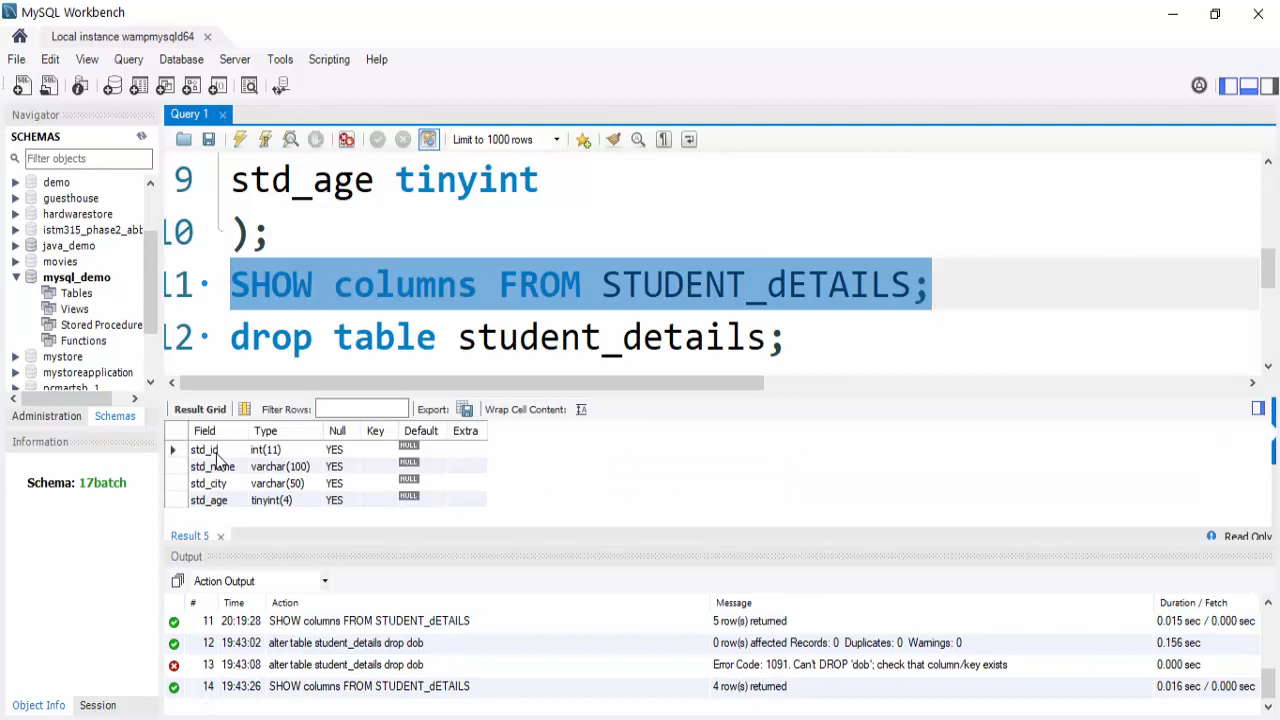 MySQL Workbench
Local instance wampmysqld64 ×
File Edit View Query Database Server Tools Scripting Help
Navigator
SCHEMAS
Filter objects
demo
guesthouse
hardwarestore
istm315_phase2_abb
java_demo
movies
mysql_demo
Tables
Views
Stored Procedure
Functions
mystore
mystoreapplication
Administration Schemas
Information
Schema: 17batch
Object Info Session
Query 1 ×
Limit to 1000 rows
9 std_age tinyint
10 );
11 SHOW columns FROM STUDENT_dETAILS;
12 drop table student_details;
Result Grid Filter Rows: Export: Wrap Cell Content:
Field Type Null Key Default Extra
std_id int(11) YES NULL
std_name varchar(100) YES NULL
std_city varchar(50) YES NULL
std_age tinyint(4) YES NULL
Result 5 × Read Only
Output
Action Output
# Time Action Message Duration / Fetch
11 20:19:28 SHOW columns FROM STUDENT_dETAILS 5 row(s) returned 0.015 sec / 0.000 sec
12 19:43:02 alter table student_details drop dob 0 row(s) affected Records: 0 Duplicates: 0 Warnings: 0 0.156 sec
13 19:43:08 alter table student_details drop dob Error Code: 1091. Can't DROP 'dob'; check that column/key exists 0.000 sec
14 19:43:26 SHOW columns FROM STUDENT_dETAILS 4 row(s) returned 0.016 sec / 0.000 sec